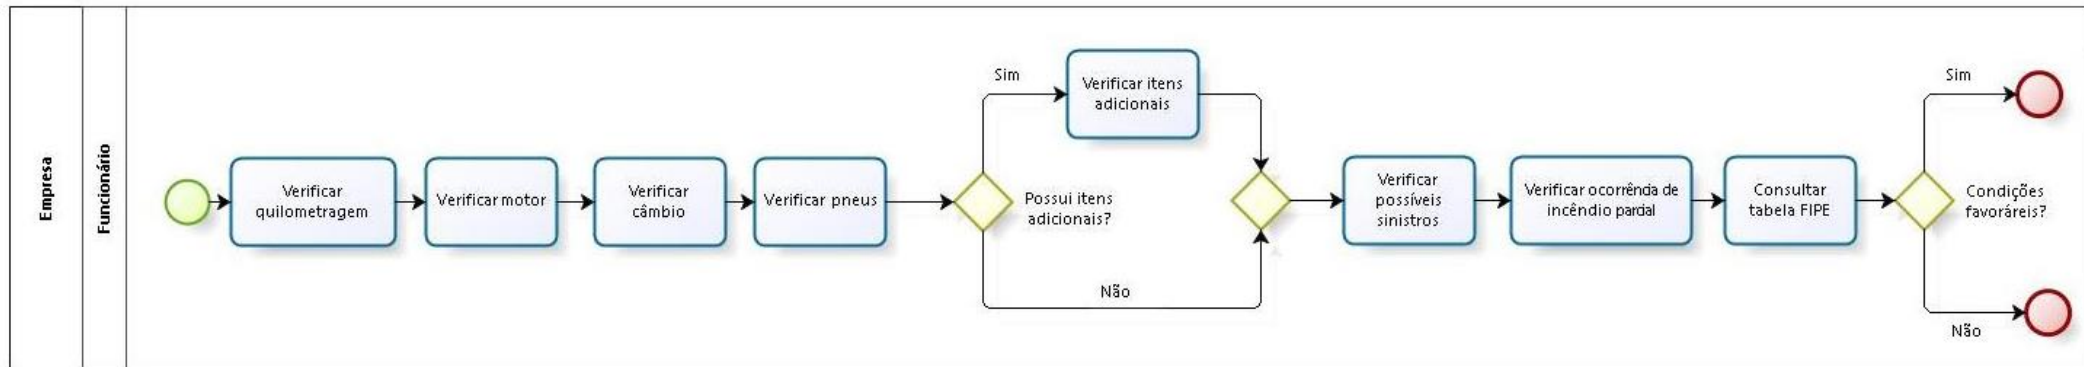 Empresa
Funcionário
Verificar
quilometragem
Verificar motor
Verificar
câmbio
Verificar pneus
Possui itens
adicionais?
Sim
Verificar itens
adicionais
Não
Verificar
possíveis
sinistros
Verificar ocorrência de
incêndio parcial
Consultar
tabela FIPE
Condições
favoráreis?
Sim
Não